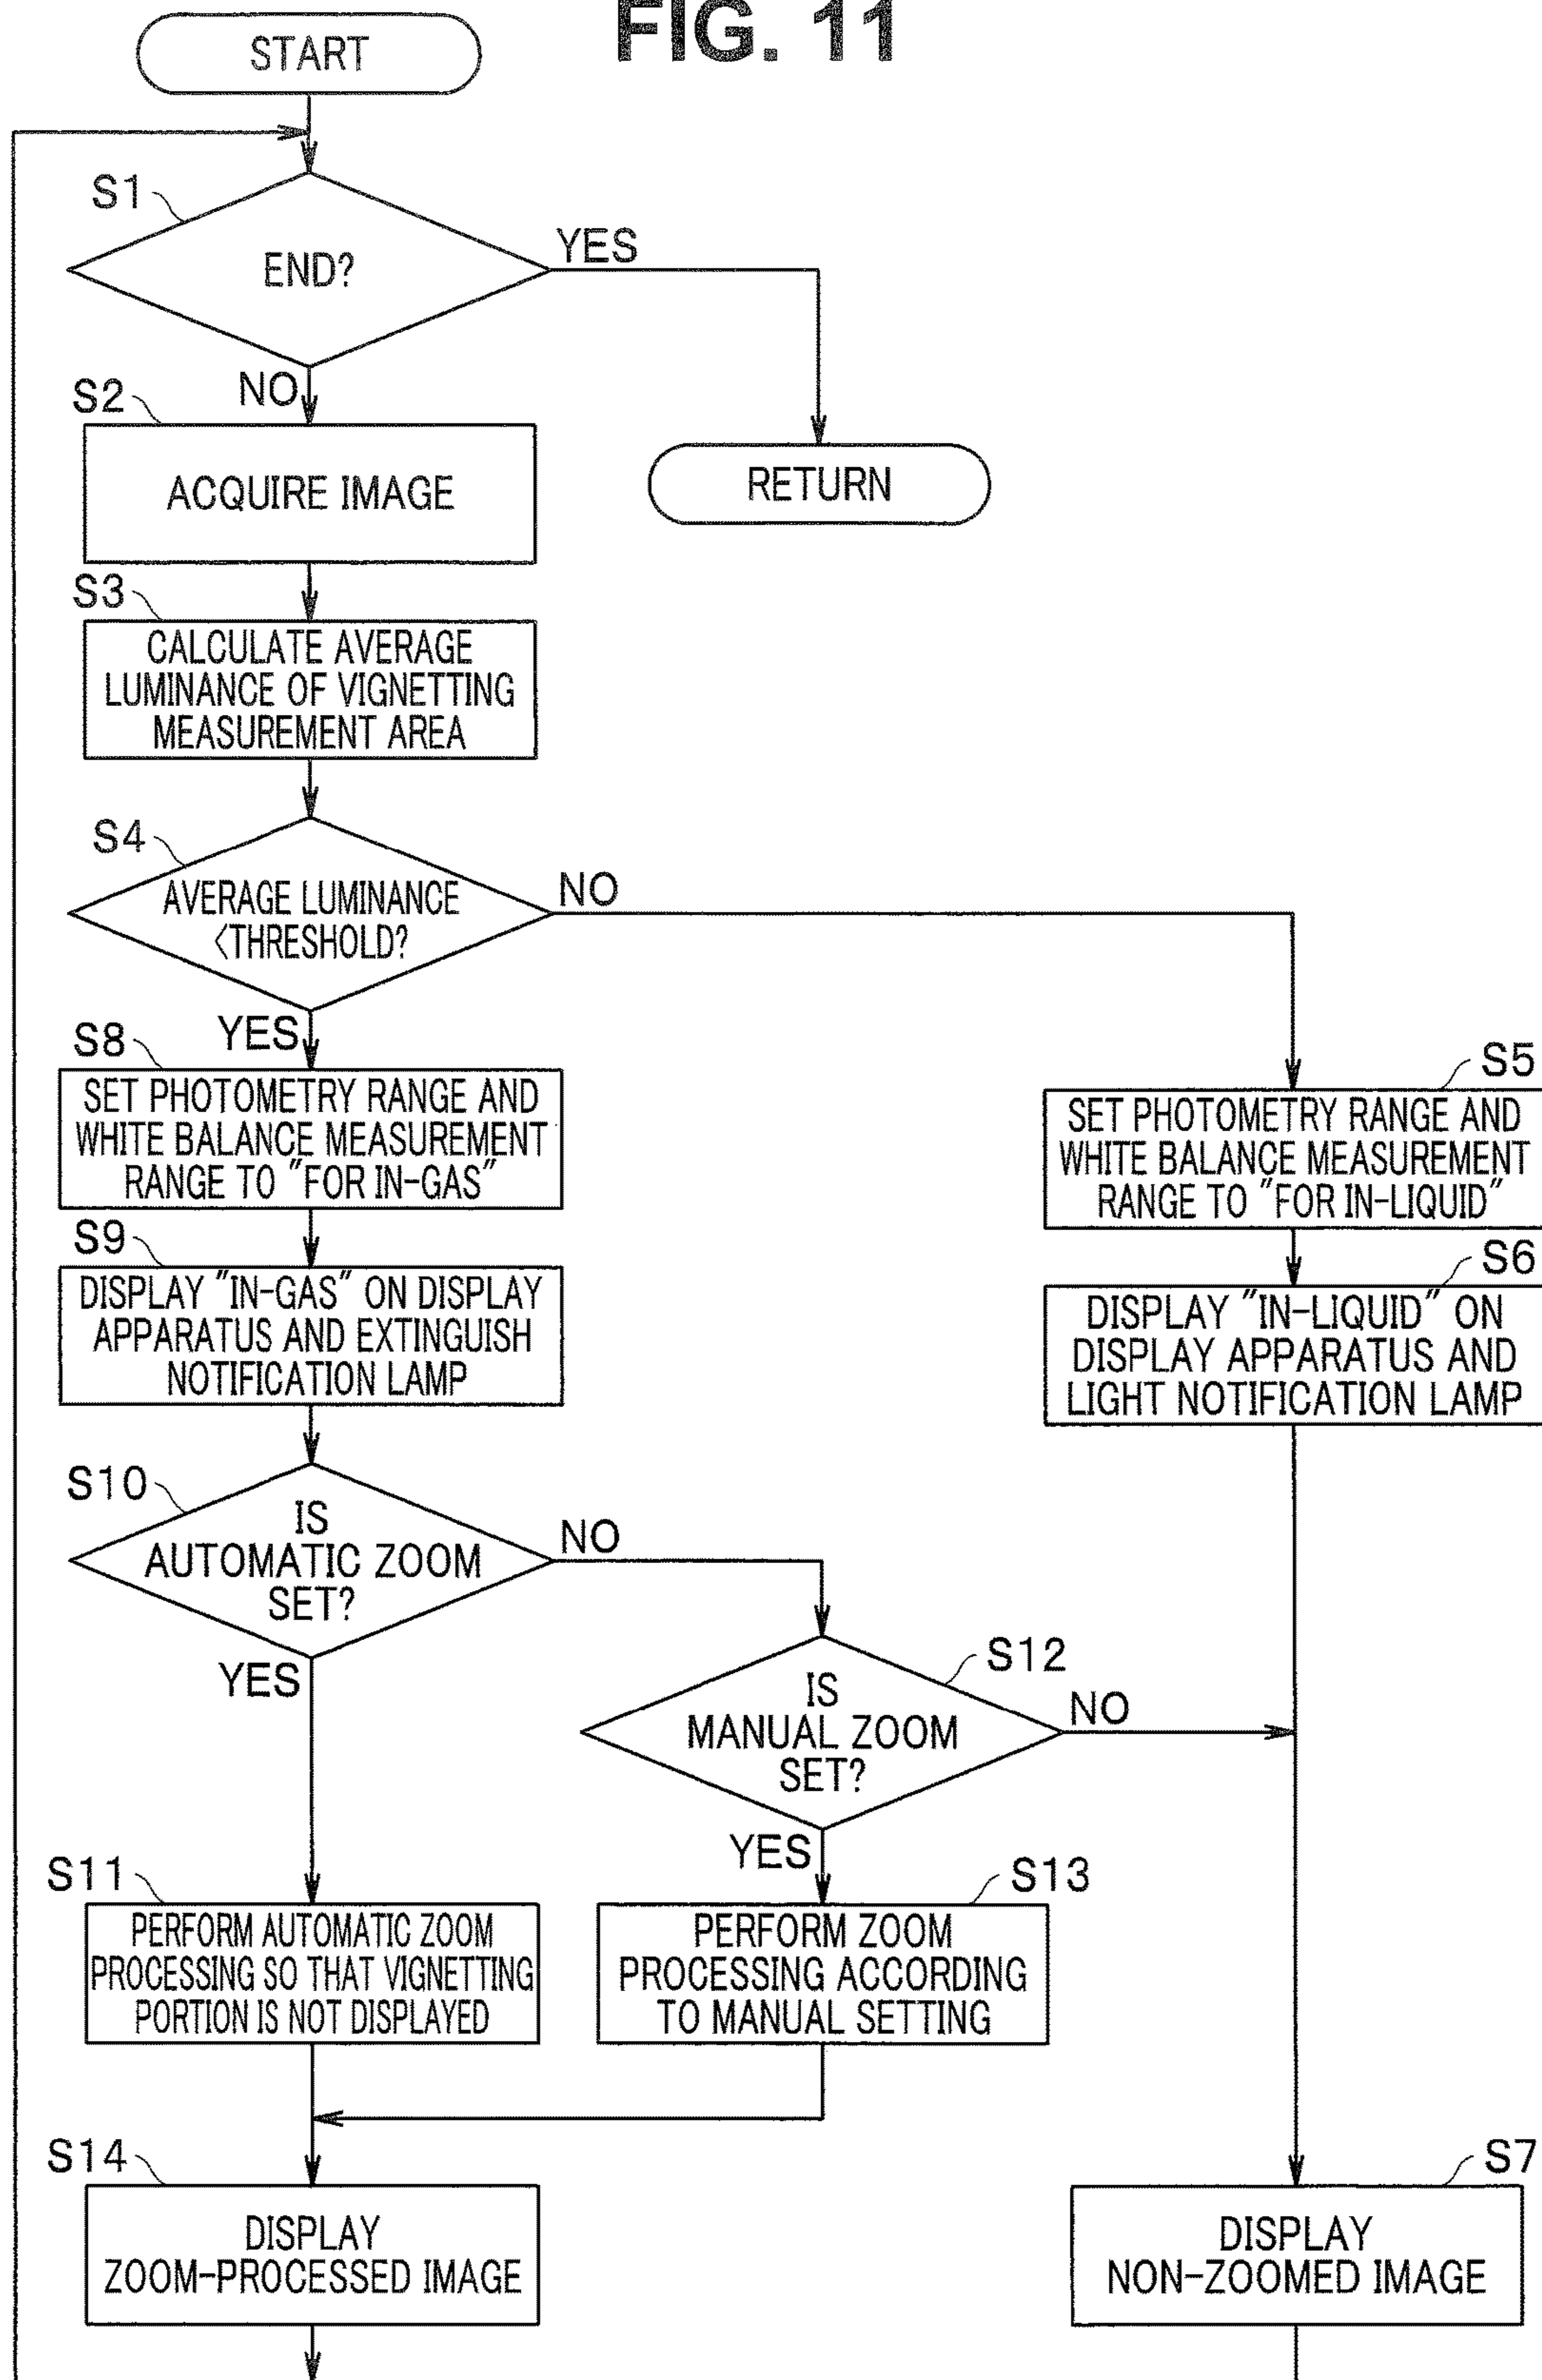 FIG. 11
START
S1
END?
YES
NO
S2
ACQUIRE IMAGE
RETURN
S3
CALCULATE AVERAGE
LUMINANCE OF VIGNETTING
MEASUREMENT AREA
S4
AVERAGE LUMINANCE
<THRESHOLD?
NO
YES
S8
SET PHOTOMETRY RANGE AND
WHITE BALANCE MEASUREMENT
RANGE TO "FOR IN-GAS"
S5
SET PHOTOMETRY RANGE AND
WHITE BALANCE MEASUREMENT
RANGE TO "FOR IN-LIQUID"
S9
DISPLAY "IN-GAS" ON DISPLAY
APPARATUS AND EXTINGUISH
NOTIFICATION LAMP
S6
DISPLAY "IN-LIQUID" ON
DISPLAY APPARATUS AND
LIGHT NOTIFICATION LAMP
S10
IS
AUTOMATIC ZOOM
SET?
NO
YES
S12
IS
MANUAL ZOOM
SET?
NO
YES
S11
PERFORM AUTOMATIC ZOOM
PROCESSING SO THAT VIGNETTING
PORTION IS NOT DISPLAYED
S13
PERFORM ZOOM
PROCESSING ACCORDING
TO MANUAL SETTING
S14
DISPLAY
ZOOM-PROCESSED IMAGE
S7
DISPLAY
NON-ZOOMED IMAGE